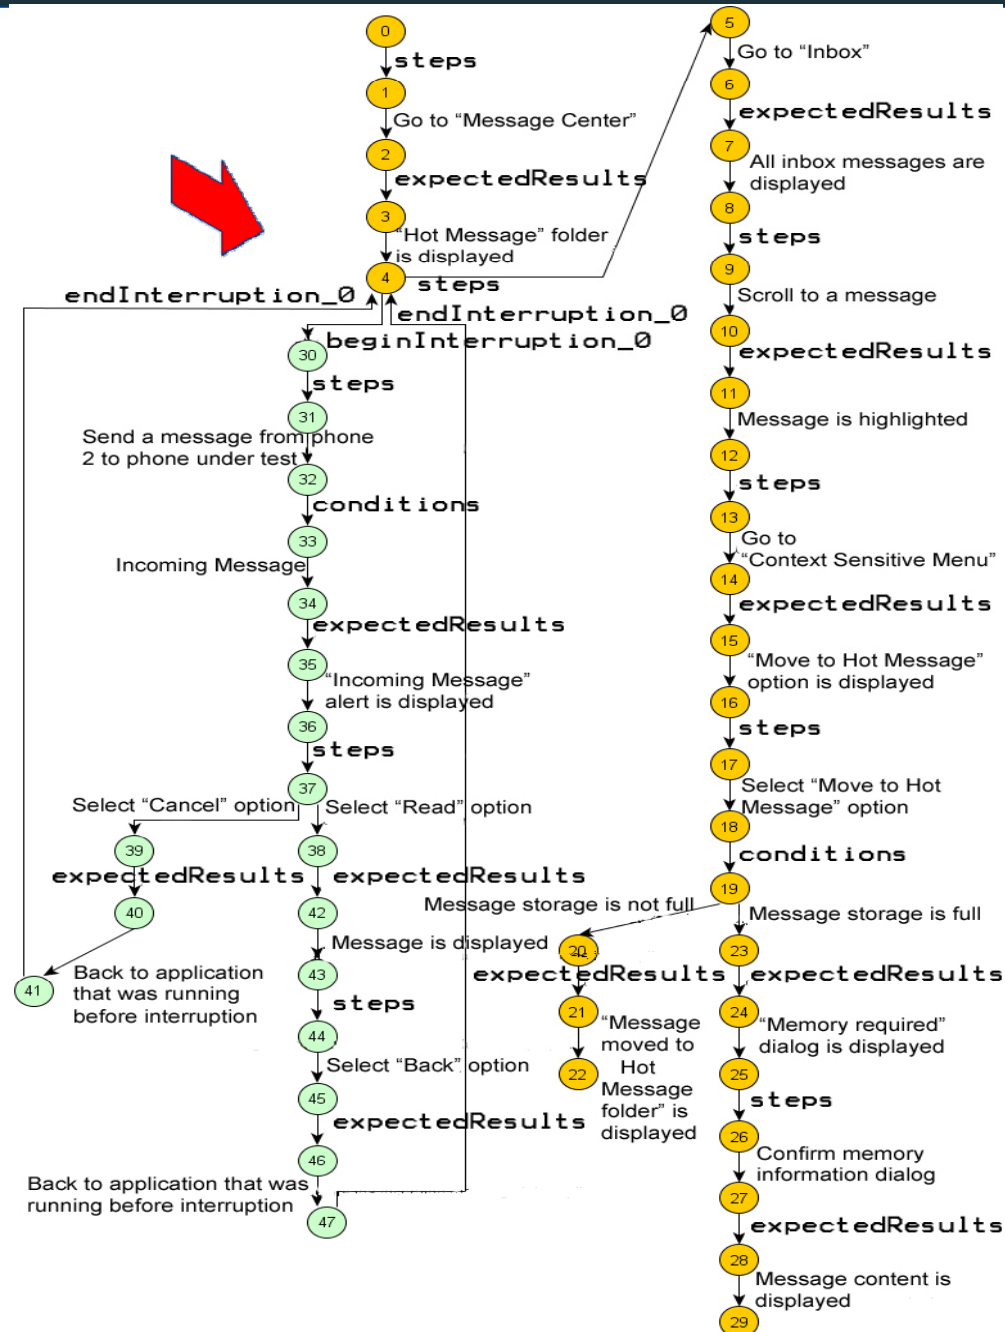 0
steps
1
Go to “Message Center”
2
expectedResults
3
“Hot Message” folder
is displayed
4
steps
endInterruption_0
endInterruption_0
beginInterruption_0
30
steps
31
Send a message from phone
2 to phone under test
32
conditions
33
Incoming Message
34
expectedResults
35
“Incoming Message”
alert is displayed
36
steps
37
Select “Cancel” option
Select “Read” option
39
38
expectedResults
expectedResults
40
42
Message is displayed
41
Back to application
that was running
before interruption
43
steps
44
Select “Back” option
45
expectedResults
46
Back to application that was
running before interruption
47
5
Go to “Inbox”
6
expectedResults
7
All inbox messages are
displayed
8
steps
9
Scroll to a message
10
expectedResults
11
Message is highlighted
12
steps
13
Go to
“Context Sensitive Menu”
14
expectedResults
15
“Move to Hot Message”
option is displayed
16
steps
17
Select “Move to Hot
Message” option
18
conditions
19
Message storage is not full
Message storage is full
20
expectedResults
21
“Message
moved to
Hot
Message
folder” is
displayed
22
23
expectedResults
24
“Memory required”
dialog is displayed
25
steps
26
Confirm memory
information dialog
27
expectedResults
28
Message content is
displayed
29